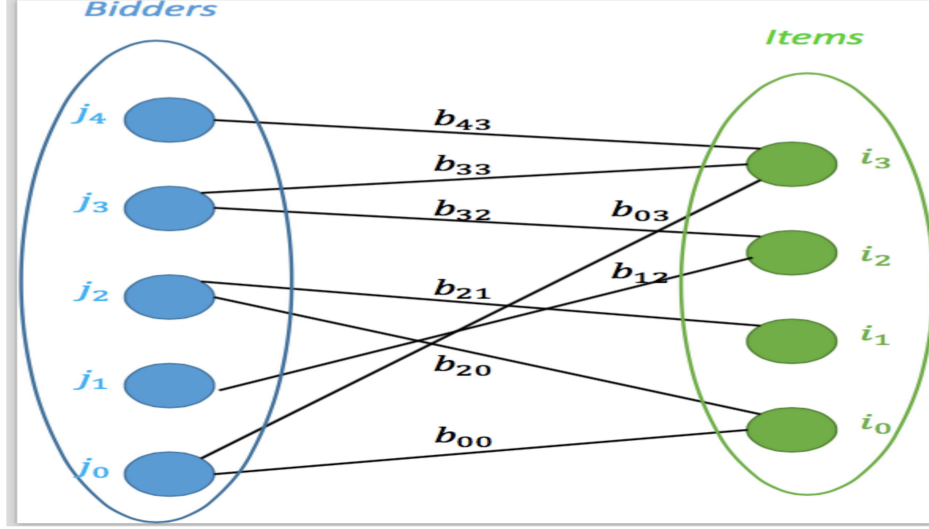 Bidders
Items
j₄
b₄₃
i₃
b₃₃
j₃
b₃₂
b₀₃
i₂
b₁₂
j₂
b₂₁
i₁
j₁
b₂₀
i₀
b₀₀
j₀